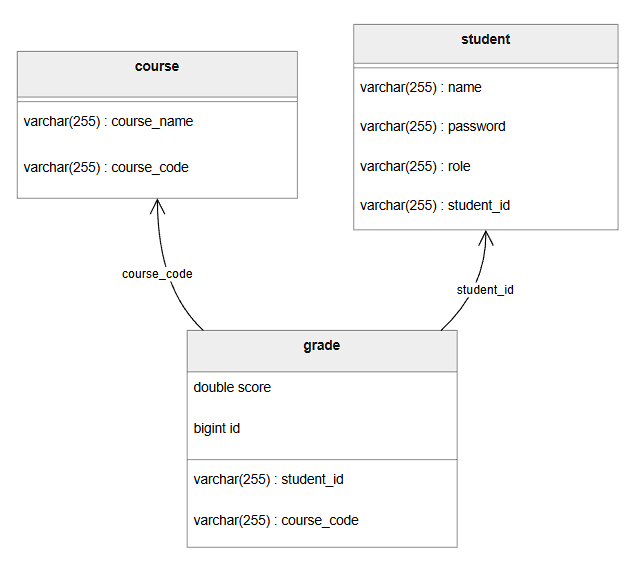 course
varchar(255) : course_name
varchar(255) : course_code
student
varchar(255) : name
varchar(255) : password
varchar(255) : role
varchar(255) : student_id
course_code
student_id
grade
double score
bigint id
varchar(255) : student_id
varchar(255) : course_code